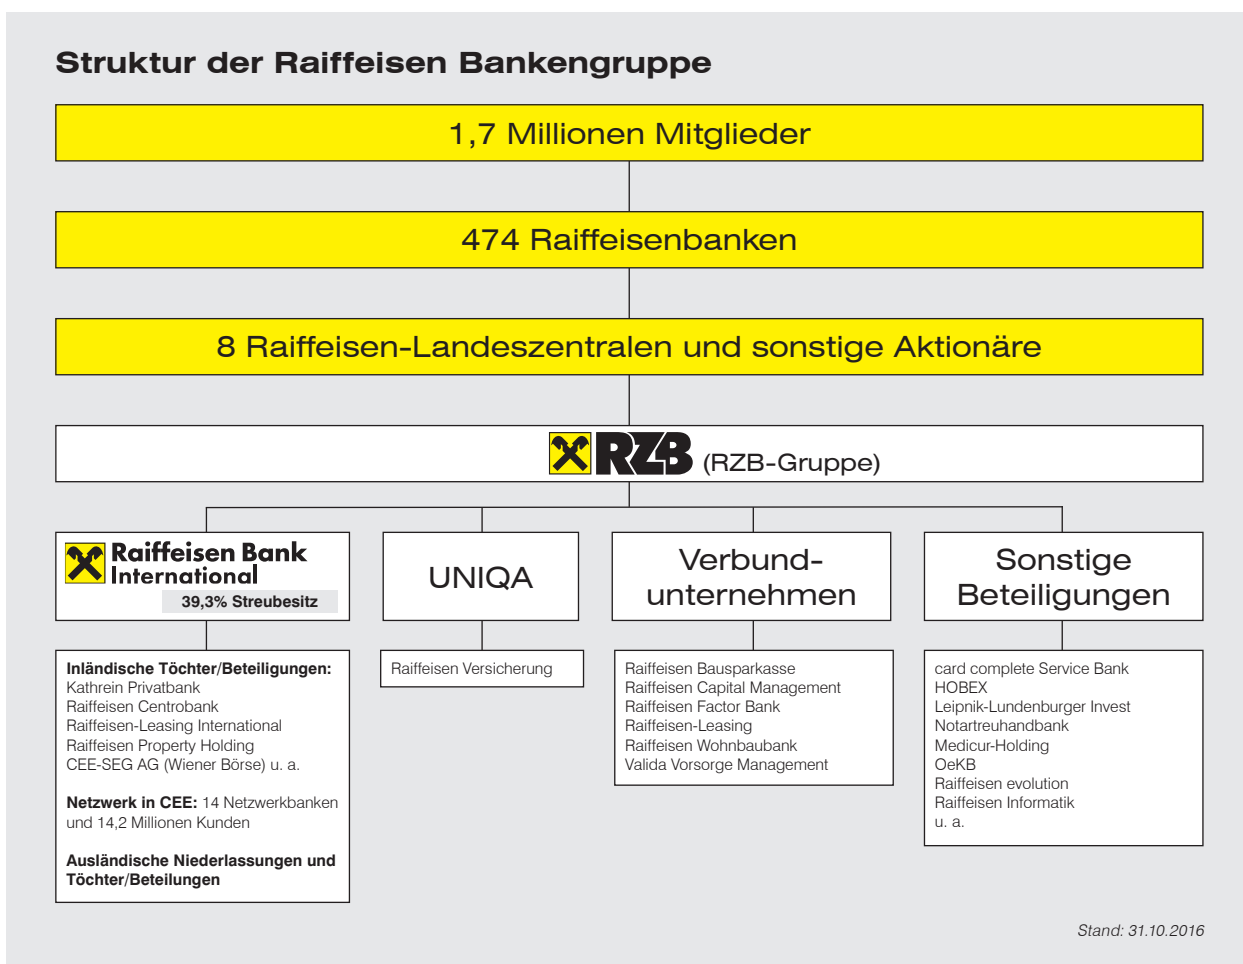 Struktur der Raiffeisen Bankengruppe
1,7 Millionen Mitglieder
474 Raiffeisenbanken
8 Raiffeisen-Landeszentralen und sonstige Aktionäre
RZB (RZB-Gruppe)
Raiffeisen Bank
International
39,3% Streubesitz
UNIQA
Verbund-
unternehmen
Sonstige
Beteiligungen
Inländische Töchter/Beteiligungen:
Kathrein Privatbank
Raiffeisen Centrobank
Raiffeisen-Leasing International
Raiffeisen Property Holding
CEE-SEG AG (Wiener Börse) u. a.
Netzwerk in CEE: 14 Netzwerkbanken
und 14,2 Millionen Kunden
Ausländische Niederlassungen und
Töchter/Beteilungen
Raiffeisen Versicherung
Raiffeisen Bausparkasse
Raiffeisen Capital Management
Raiffeisen Factor Bank
Raiffeisen-Leasing
Raiffeisen Wohnbaubank
Valida Vorsorge Management
card complete Service Bank
HOBEX
Leipnik-Lundenburger Invest
Notartreuhandbank
Medicur-Holding
OeKB
Raiffeisen evolution
Raiffeisen Informatik
u. a.
Stand: 31.10.2016